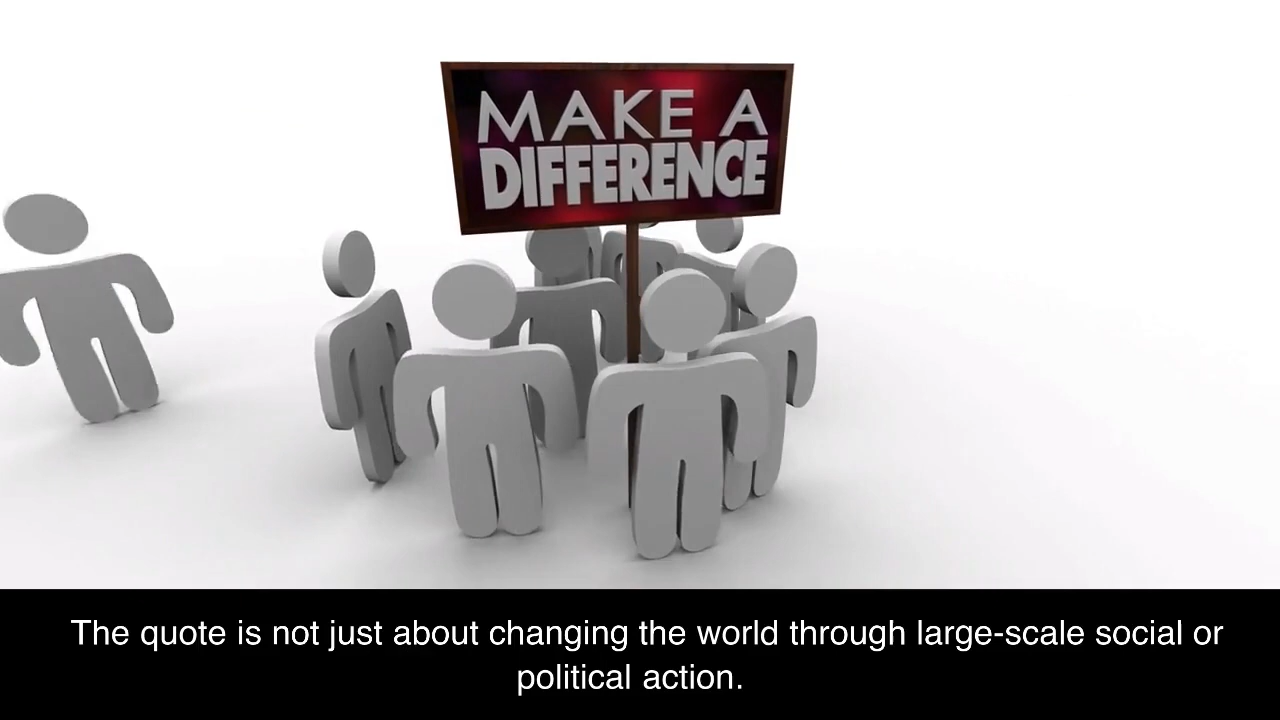 MAKE A
DIFFERENCE
The quote is not just about changing the world through large-scale social or
political action.